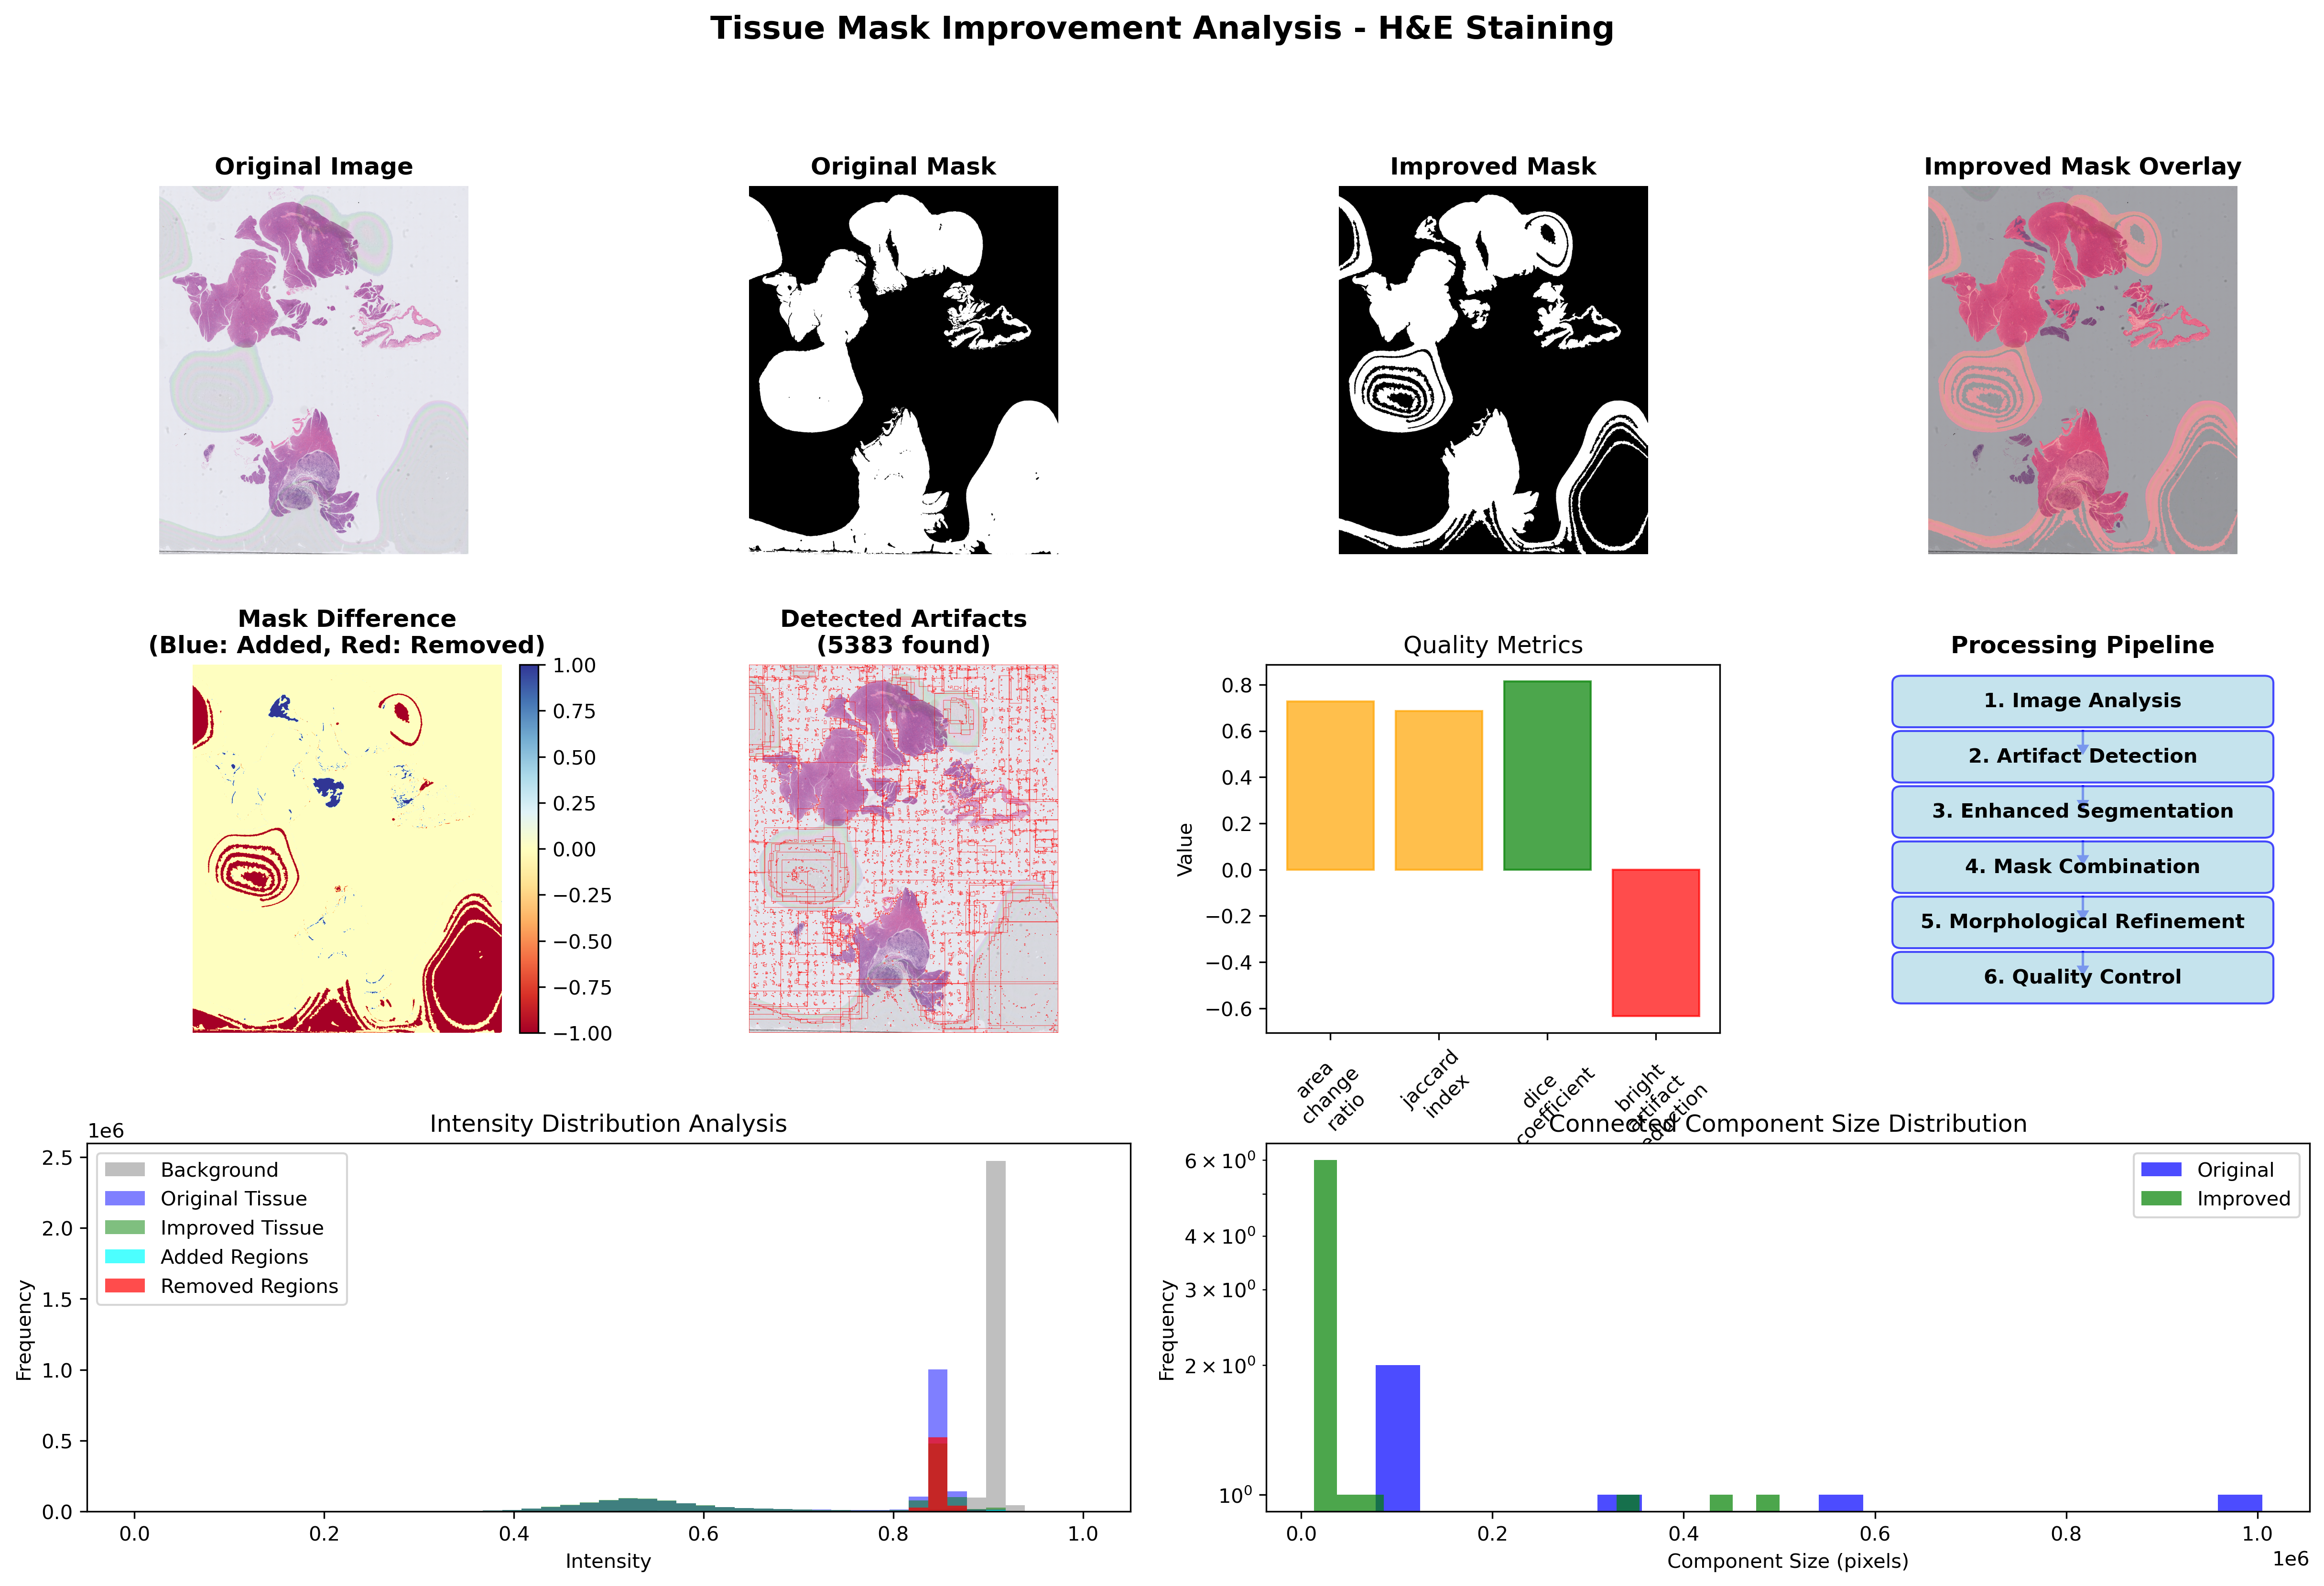 Tissue Mask Improvement Analysis - H&E Staining
Original Image
Original Mask
Improved Mask
Improved Mask Overlay
Mask Difference
(Blue: Added, Red: Removed)
1.00
0.75
0.50
0.25
0.00
−0.25
−0.50
−0.75
−1.00
Detected Artifacts
(5383 found)
Quality Metrics
Value
0.8
0.6
0.4
0.2
0.0
−0.2
−0.4
−0.6
area
change
ratio
jaccard
index
dice
coefficient
bright
artifact
Processing Pipeline
1. Image Analysis
2. Artifact Detection
3. Enhanced Segmentation
4. Mask Combination
5. Morphological Refinement
6. Quality Control
Intensity Distribution Analysis
1e6
Frequency
2.5
2.0
1.5
1.0
0.5
0.0
Background
Original Tissue
Improved Tissue
Added Regions
Removed Regions
0.0 0.2 0.4 0.6 0.8 1.0
Intensity
Connected Component Size Distribution
Frequency
6 × 10⁰
4 × 10⁰
3 × 10⁰
2 × 10⁰
10⁰
Original
Improved
0.0 0.2 0.4 0.6 0.8 1.0
1e6
Component Size (pixels)